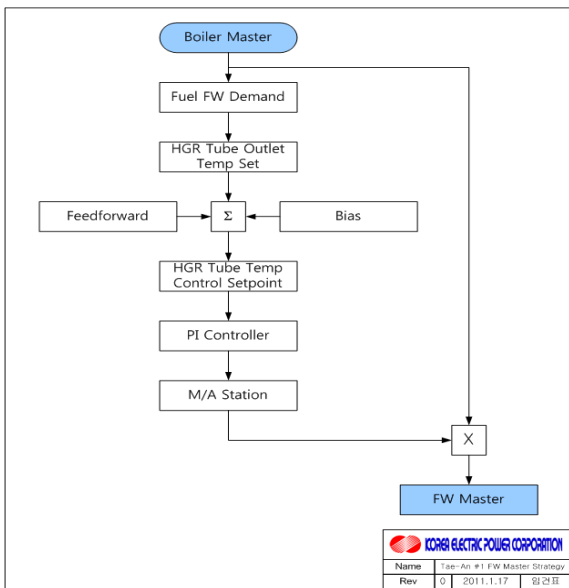 Boiler Master
Fuel FW Demand
HGR Tube Outlet
Temp Set
Feedforward
Σ
Bias
HGR Tube Temp
Control Setpoint
PI Controller
M/A Station
X
FW Master
KOREA ELECTRIC POWER CORPORATION
Name Tae-An #1 FW Master Strategy
Rev 0 2011.1.17 임건표